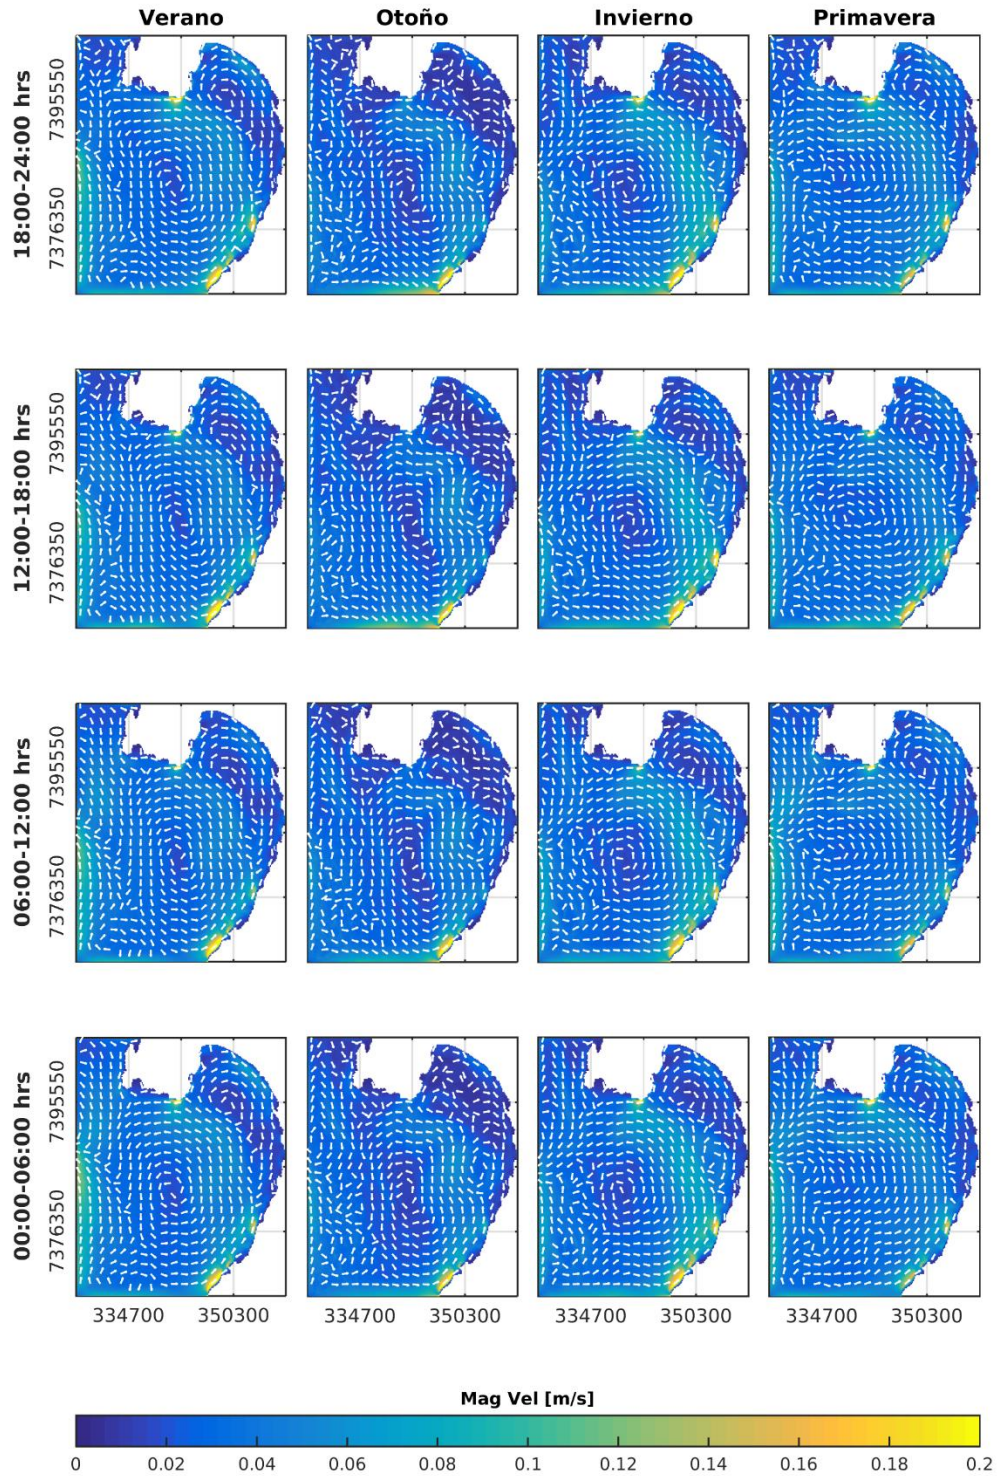 Verano Otoño Invierno Primavera
18:00-24:00 hrs
7395550
7376350
12:00-18:00 hrs
7395550
7376350
06:00-12:00 hrs
7395550
7376350
00:00-06:00 hrs
7395550
7376350
334700 350300 334700 350300 334700 350300 334700 350300
Mag Vel [m/s]
0 0.02 0.04 0.06 0.08 0.1 0.12 0.14 0.16 0.18 0.2